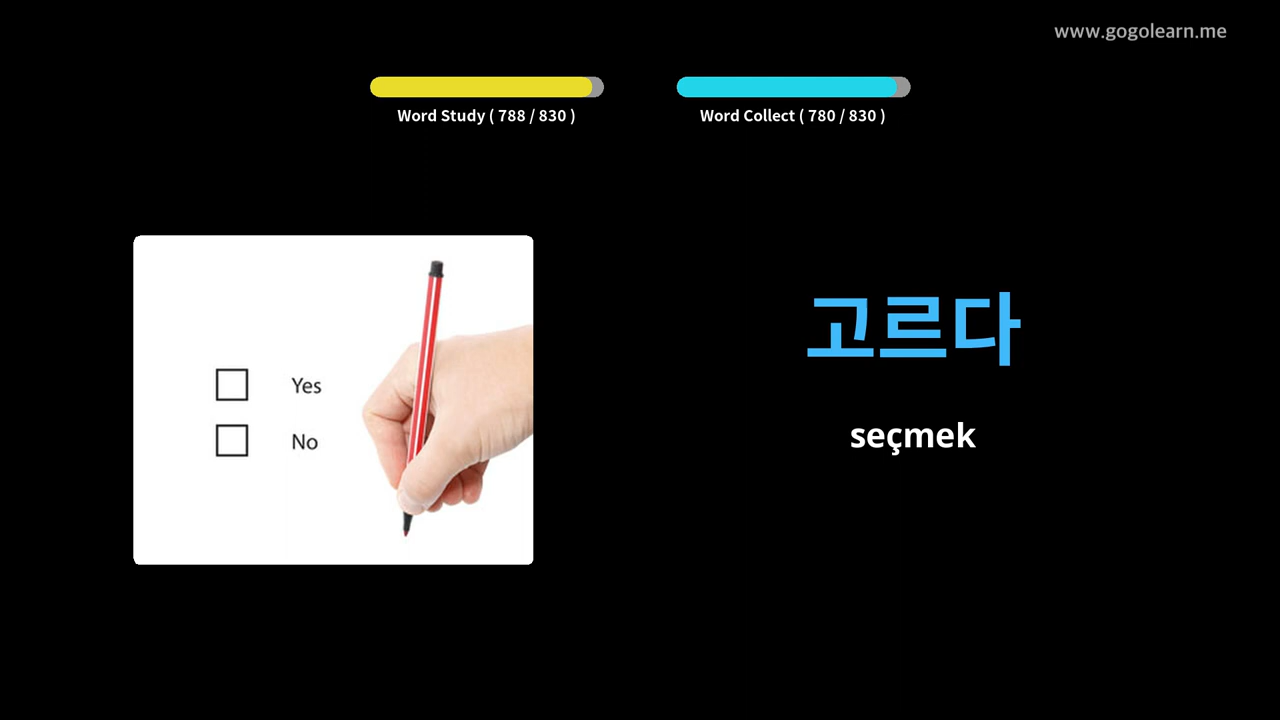 www.gogolearn.me
Word Study ( 788 / 830 )
Word Collect ( 780 / 830 )
Yes
No
고르다
seçmek